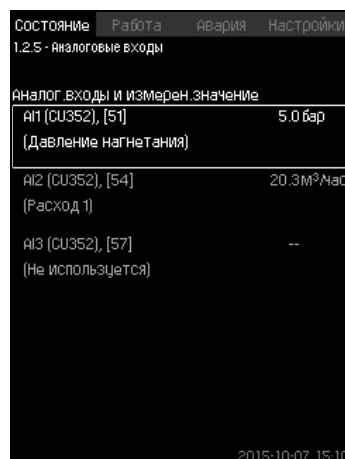 Состояние Работа Авария Настройки
1.2.5 - Аналоговые входы
Аналог.входы и измерен.значение
AI1 (CU352), [51] 5.0 бар
(Давление нагнетания)
AI2 (CU352), [54] 20.3м³/час
(Расход 1)
AI3 (CU352), [57] --
(Не используется)
2015-10-07 15:10